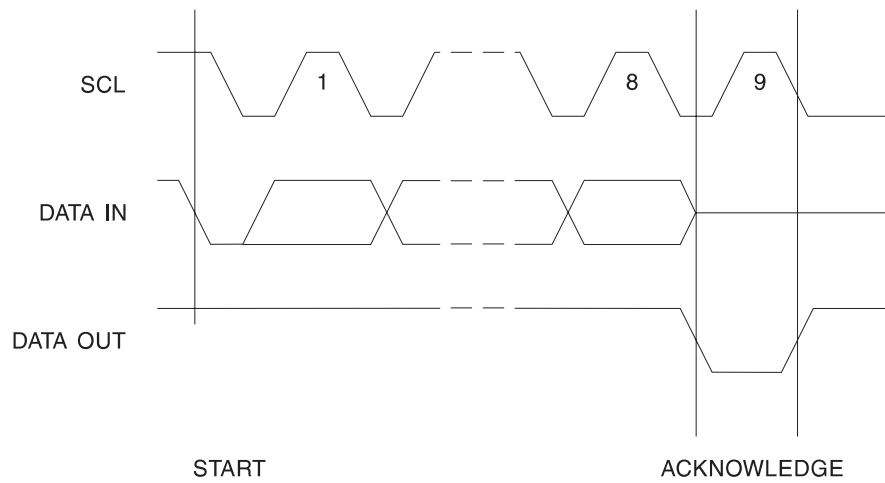 SCL
1
8
9
DATA IN
DATA OUT
START
ACKNOWLEDGE